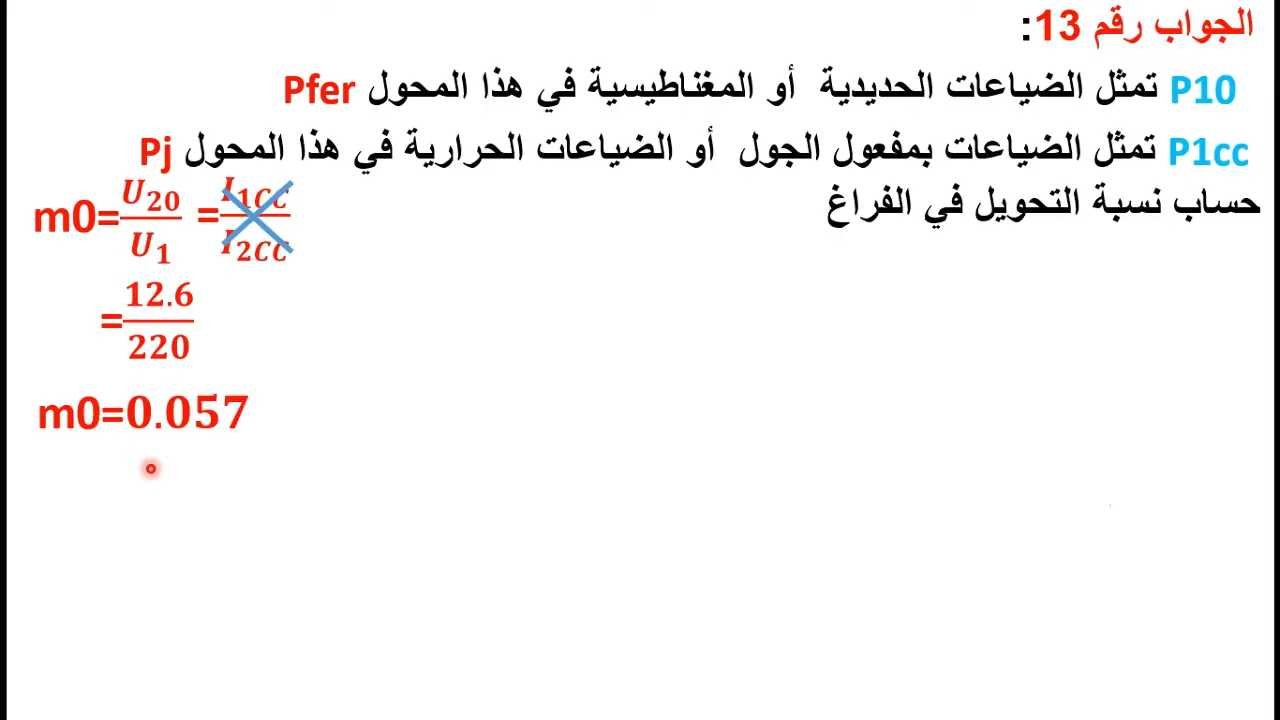 الجواب رقم 13:
P10 تمثل الضياعات الحديدية أو المغناطيسية في هذا المحول Pfer
P1cc تمثل الضياعات بمفعول الجول أو الضياعات الحرارية في هذا المحول Pj
حساب نسبة التحويل في الفراغ
m0=U20/U1 =I1CC/I2CC
=12.6/220
m0=0.057